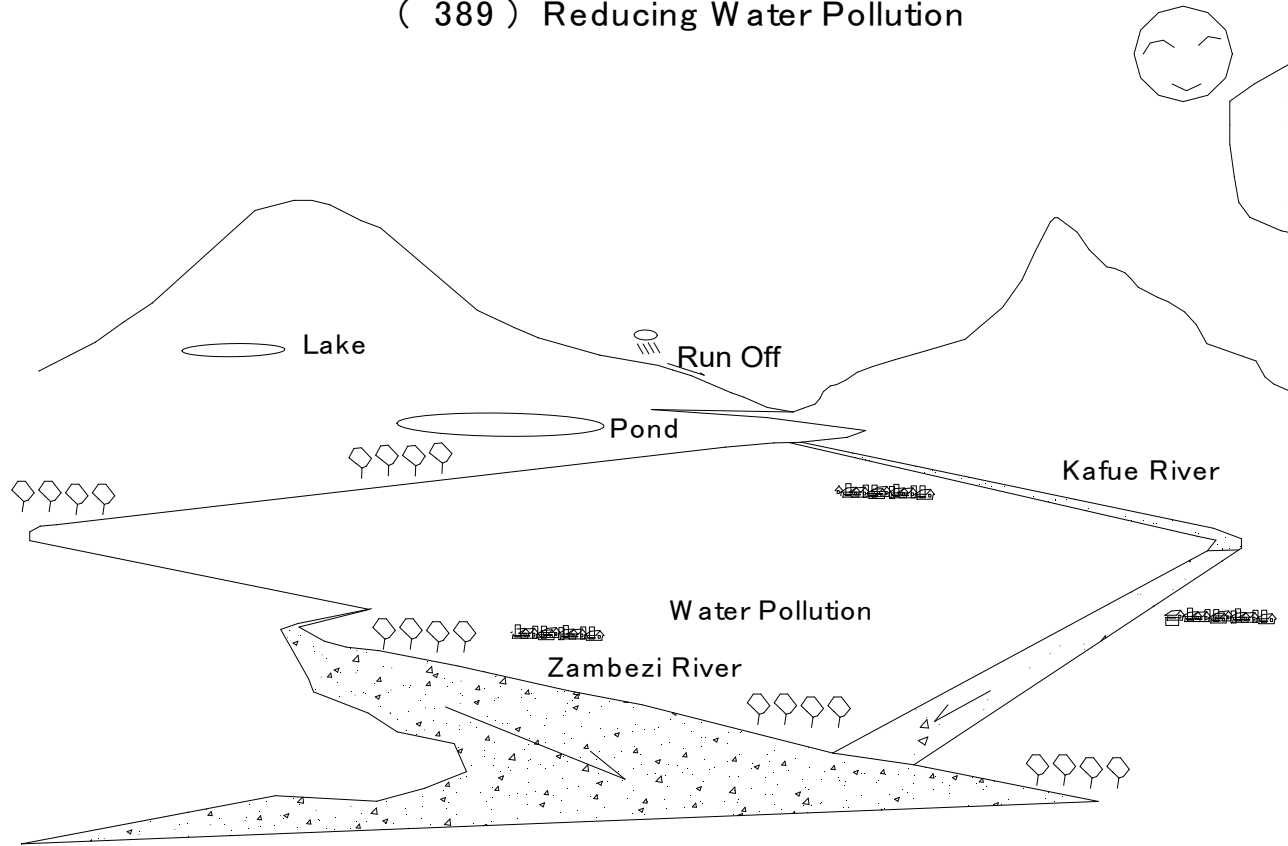 ( 389 ) Reducing Water Pollution
Lake
Run Off
Pond
Kafue River
Water Pollution
Zambezi River